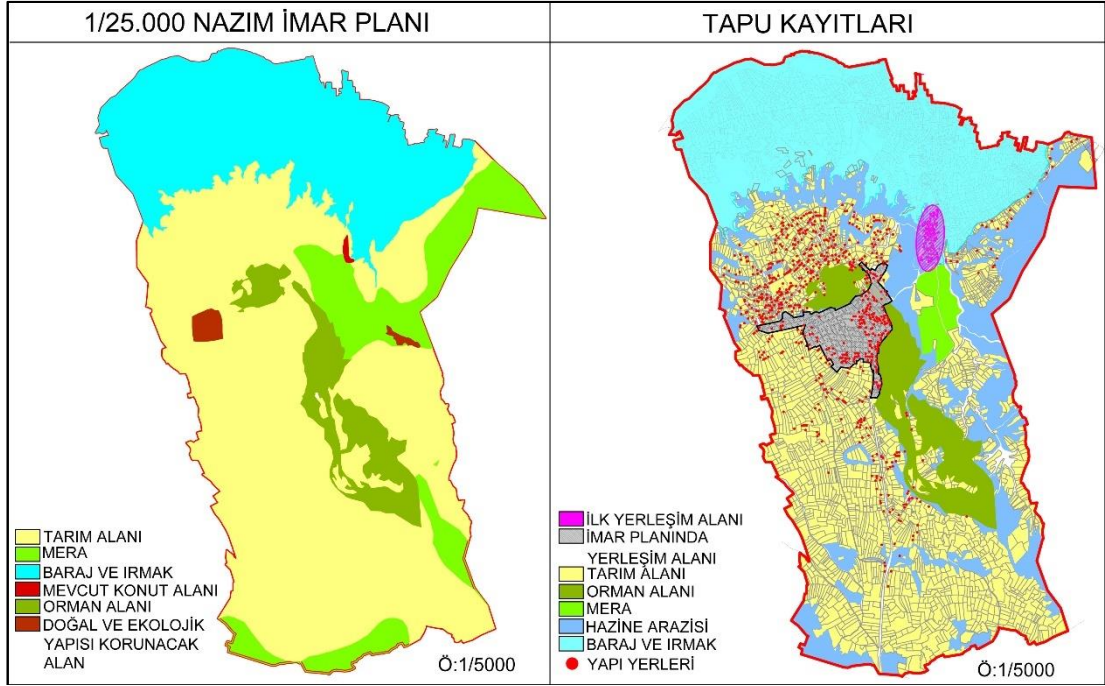 1/25.000 NAZIM İMAR PLANI
TARIM ALANI
MERA
BARAJ VE IRMAK
MEVCUT KONUT ALANI
ORMAN ALANI
DOĞAL VE EKOLOJİK
YAPISI KORUNACAK
ALAN
Ö:1/5000
TAPU KAYITLARI
İLK YERLEŞİM ALANI
İMAR PLANINDA
YERLEŞİM ALANI
TARIM ALANI
ORMAN ALANI
MERA
HAZİNE ARAZİSİ
BARAJ VE IRMAK
YAPI YERLERİ
Ö:1/5000